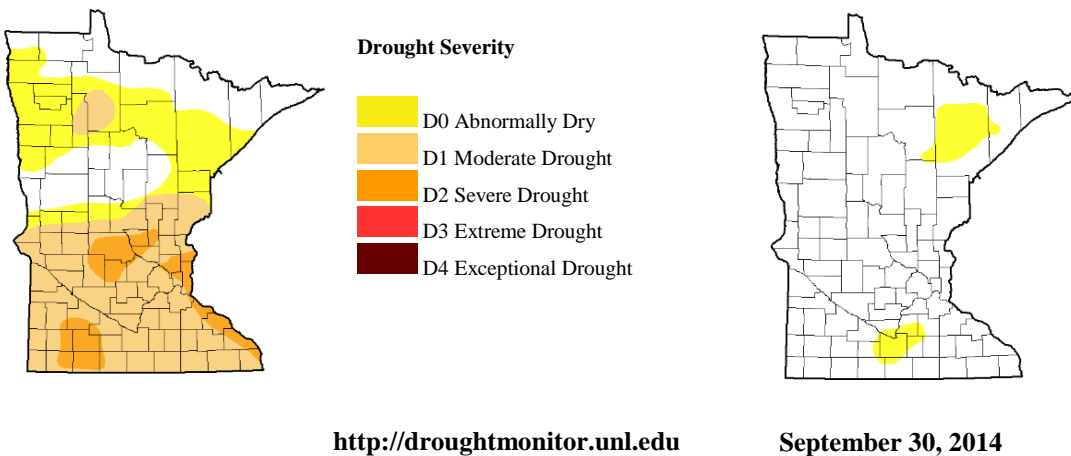 Drought Severity
D0 Abnormally Dry
D1 Moderate Drought
D2 Severe Drought
D3 Extreme Drought
D4 Exceptional Drought
http://droughtmonitor.unl.edu
September 30, 2014